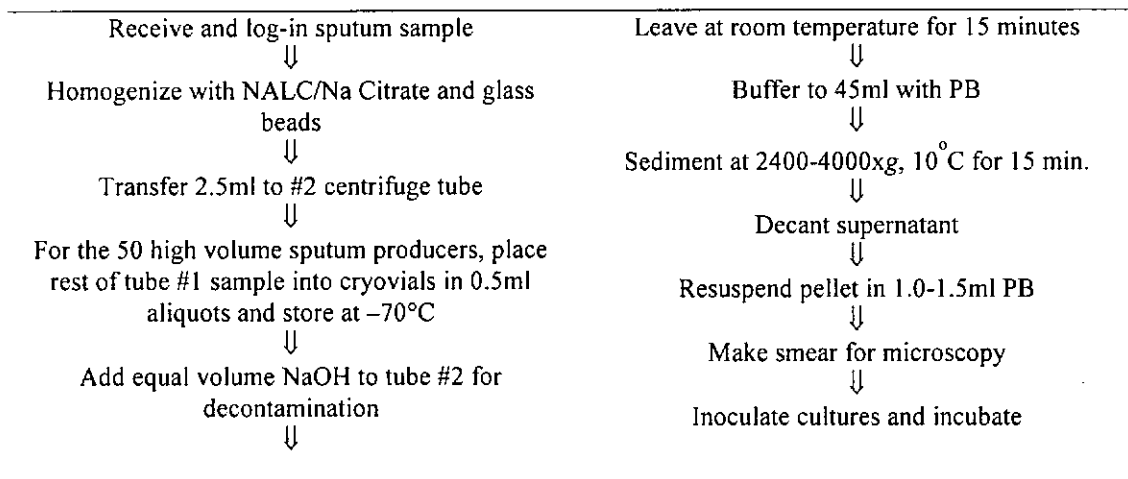 Receive and log-in sputum sample
⇓
Homogenize with NALC/Na Citrate and glass
beads
⇓
Transfer 2.5ml to #2 centrifuge tube
⇓
For the 50 high volume sputum producers, place
rest of tube #1 sample into cryovials in 0.5ml
aliquots and store at –70°C
⇓
Add equal volume NaOH to tube #2 for
decontamination
⇓
Leave at room temperature for 15 minutes
⇓
Buffer to 45ml with PB
⇓
Sediment at 2400-4000xg, 10°C for 15 min.
⇓
Decant supernatant
⇓
Resuspend pellet in 1.0-1.5ml PB
⇓
Make smear for microscopy
⇓
Inoculate cultures and incubate